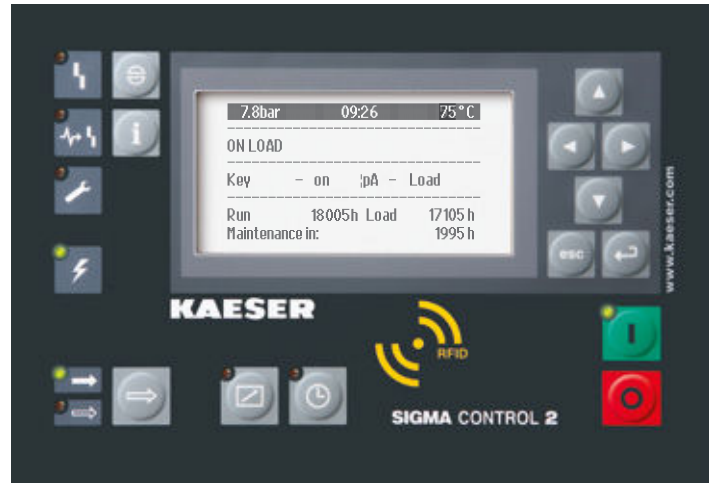 7.8bar 09:26 75°C
ON LOAD
Key - on ¦pA - Load
Run 18005h Load 17105h
Maintenance in: 1995h
esc
www.kaeser.com
KAESER
RFID
SIGMA CONTROL 2